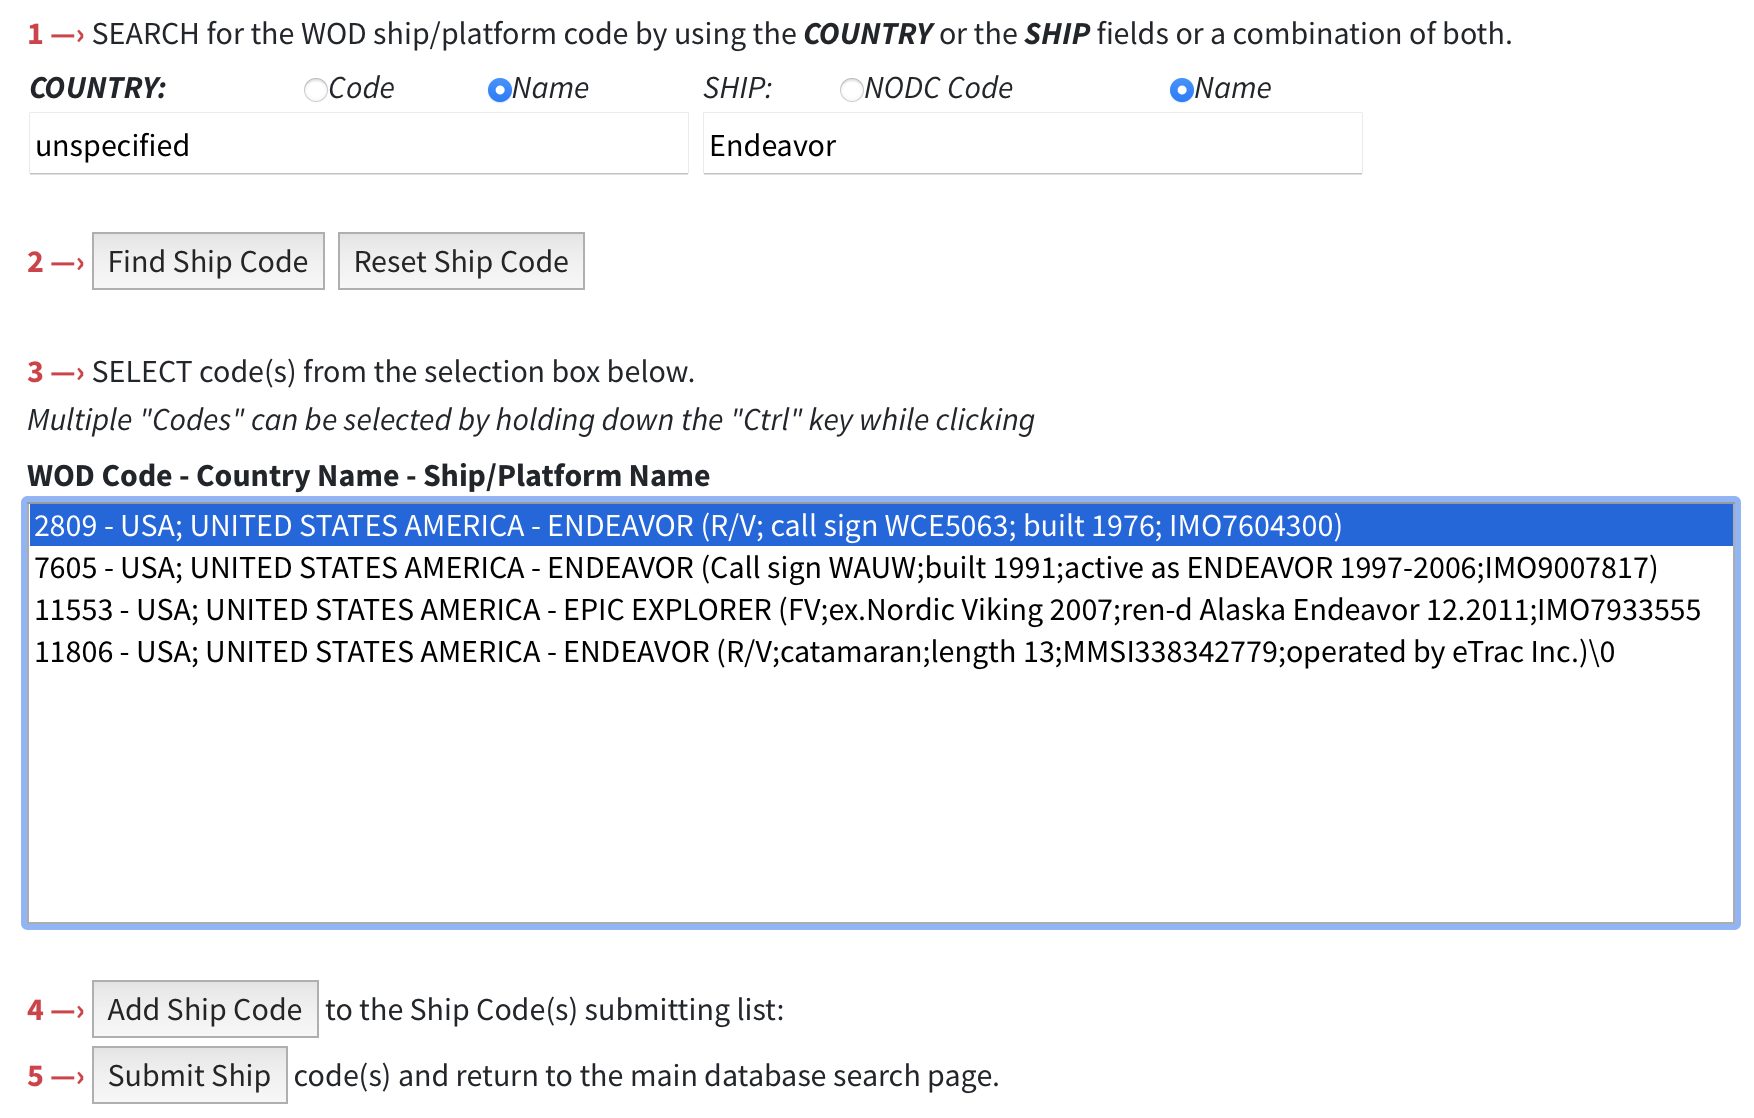 1 —› SEARCH for the WOD ship/platform code by using the COUNTRY or the SHIP fields or a combination of both.
COUNTRY: Code Name SHIP: NODC Code Name
unspecified Endeavor
2 —› Find Ship Code Reset Ship Code
3 —› SELECT code(s) from the selection box below.
Multiple "Codes" can be selected by holding down the "Ctrl" key while clicking
WOD Code - Country Name - Ship/Platform Name
2809 - USA; UNITED STATES AMERICA - ENDEAVOR (R/V; call sign WCE5063; built 1976; IMO7604300)
7605 - USA; UNITED STATES AMERICA - ENDEAVOR (Call sign WAUW;built 1991;active as ENDEAVOR 1997-2006;IMO9007817)
11553 - USA; UNITED STATES AMERICA - EPIC EXPLORER (FV;ex.Nordic Viking 2007;ren-d Alaska Endeavor 12.2011;IMO7933555
11806 - USA; UNITED STATES AMERICA - ENDEAVOR (R/V;catamaran;length 13;MMSI338342779;operated by eTrac Inc.)\0
4 —› Add Ship Code to the Ship Code(s) submitting list:
5 —› Submit Ship code(s) and return to the main database search page.